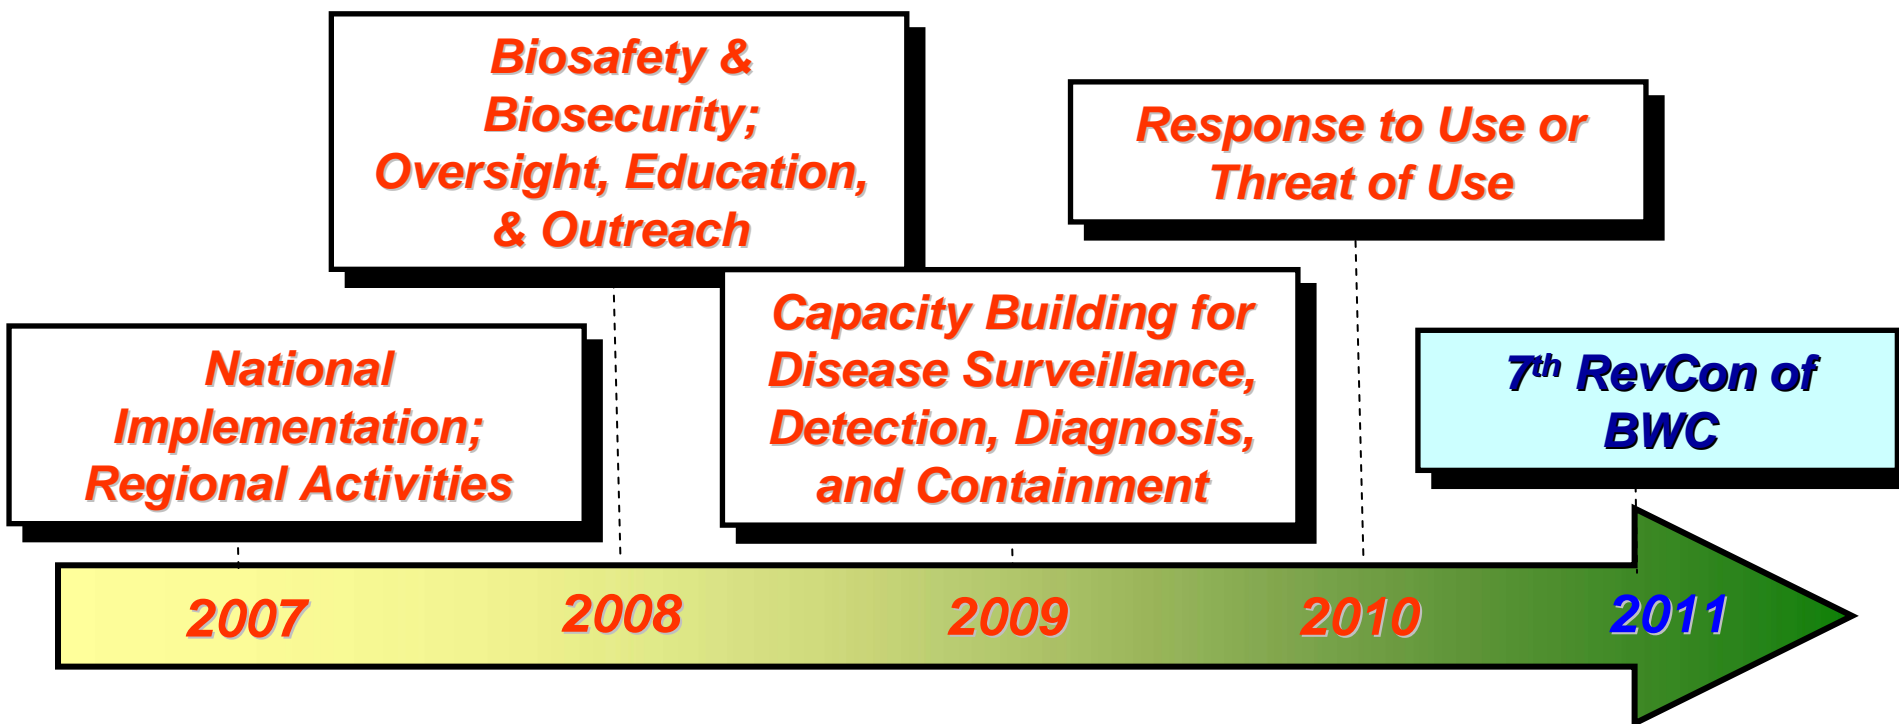 Biosafety &
Biosecurity;
Oversight, Education,
& Outreach
Response to Use or
Threat of Use
National
Implementation;
Regional Activities
Capacity Building for
Disease Surveillance,
Detection, Diagnosis,
and Containment
7th RevCon of
BWC
2007
2008
2009
2010
2011